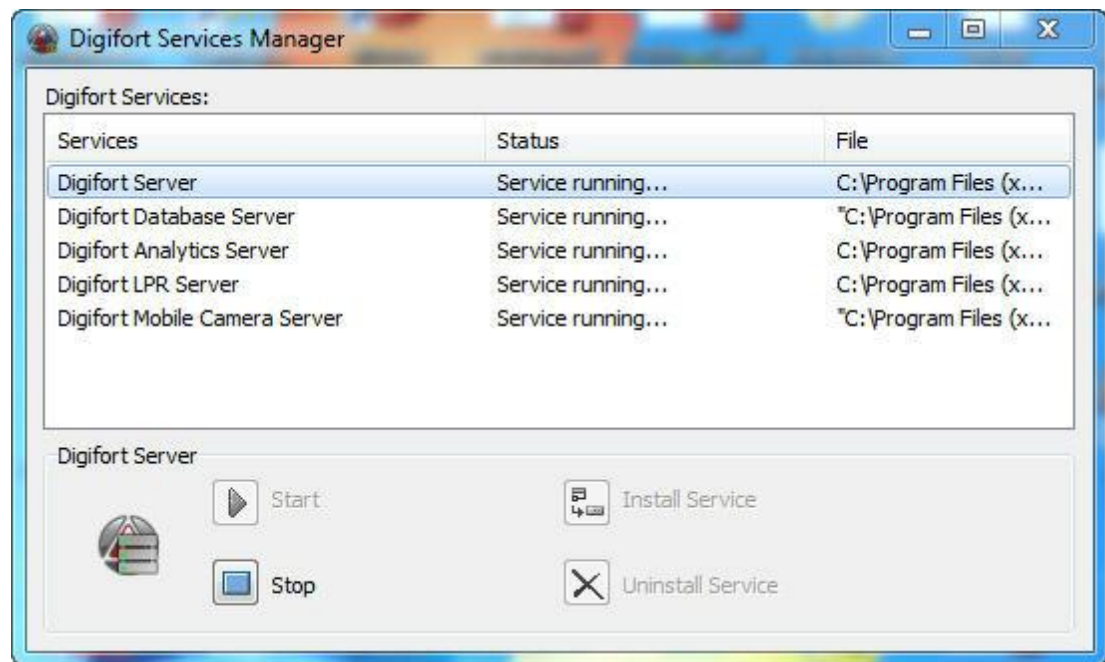 Digifort Services Manager
Digifort Services:
Services Status File
Digifort Server Service running... C:\Program Files (x...
Digifort Database Server Service running... "C:\Program Files (x...
Digifort Analytics Server Service running... C:\Program Files (x...
Digifort LPR Server Service running... C:\Program Files (x...
Digifort Mobile Camera Server Service running... "C:\Program Files (x...
Digifort Server
Start Install Service
Stop Uninstall Service